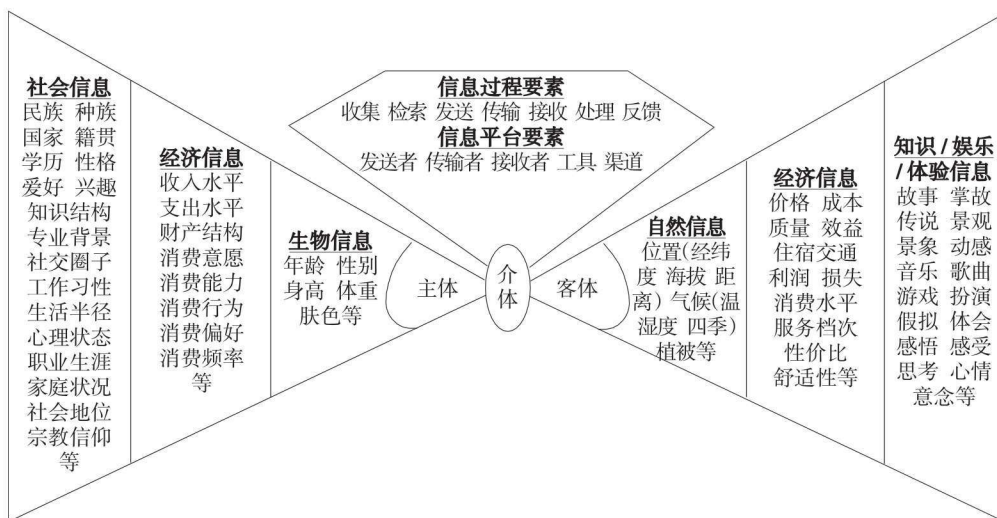 社会信息
民族 种族
国家 籍贯
学历 性格
爱好 兴趣
知识结构
专业背景
社交圈子
工作习性
生活半径
心理状态
职业生涯
家庭状况
社会地位
宗教信仰
等
经济信息
收入水平
支出水平
财产结构
消费意愿
消费能力
消费行为
消费偏好
消费频率
等
生物信息
年龄 性别
身高 体重
肤色等
主体
信息过程要素
收集 检索 发送 传输 接收 处理 反馈
信息平台要素
发送者 传输者 接收者 工具 渠道
介
体
客体
自然信息
位置(经纬
度 海拔 距
离) 气候(温
湿度 四季)
植被等
经济信息
价格 成本
质量 效益
住宿交通
利润 损失
消费水平
服务档次
性价比
舒适性等
知识 / 娱乐
/ 体验信息
故事 掌故
传说 景观
景象 动感
音乐 歌曲
游戏 扮演
假拟 体会
感悟 感受
思考 心情
意念等